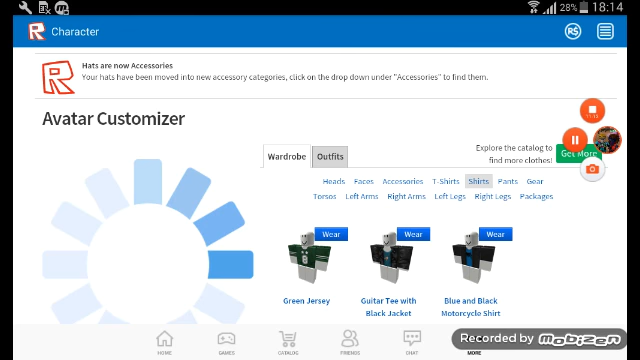 28% 18:14
Character
R$
Hats are now Accessories
Your hats have been moved into new accessory categories, click on the drop down under "Accessories" to find them.
Avatar Customizer
Wardrobe Outfits
Explore the catalog to
find more clothes!
Get More
Heads Faces Accessories T-Shirts Shirts Pants Gear
Torsos Left Arms Right Arms Left Legs Right Legs Packages
Wear Wear Wear
Green Jersey
Guitar Tee with
Black Jacket
Blue and Black
Motorcycle Shirt
HOME GAMES CATALOG FRIENDS CHAT MORE
Recorded by Mobizen